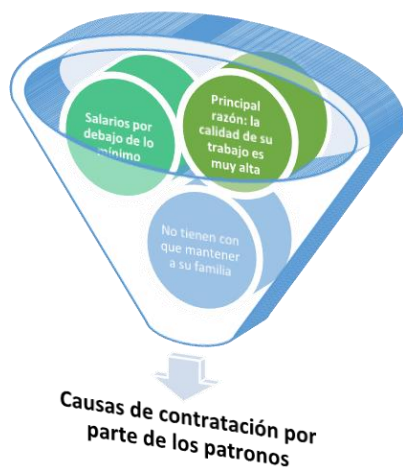 Salarios por
debajo de lo
mínimo
Principal
razón: la
calidad de su
trabajo es
muy alta
No tienen con
que mantener
a su familia
Causas de contratación por
parte de los patronos